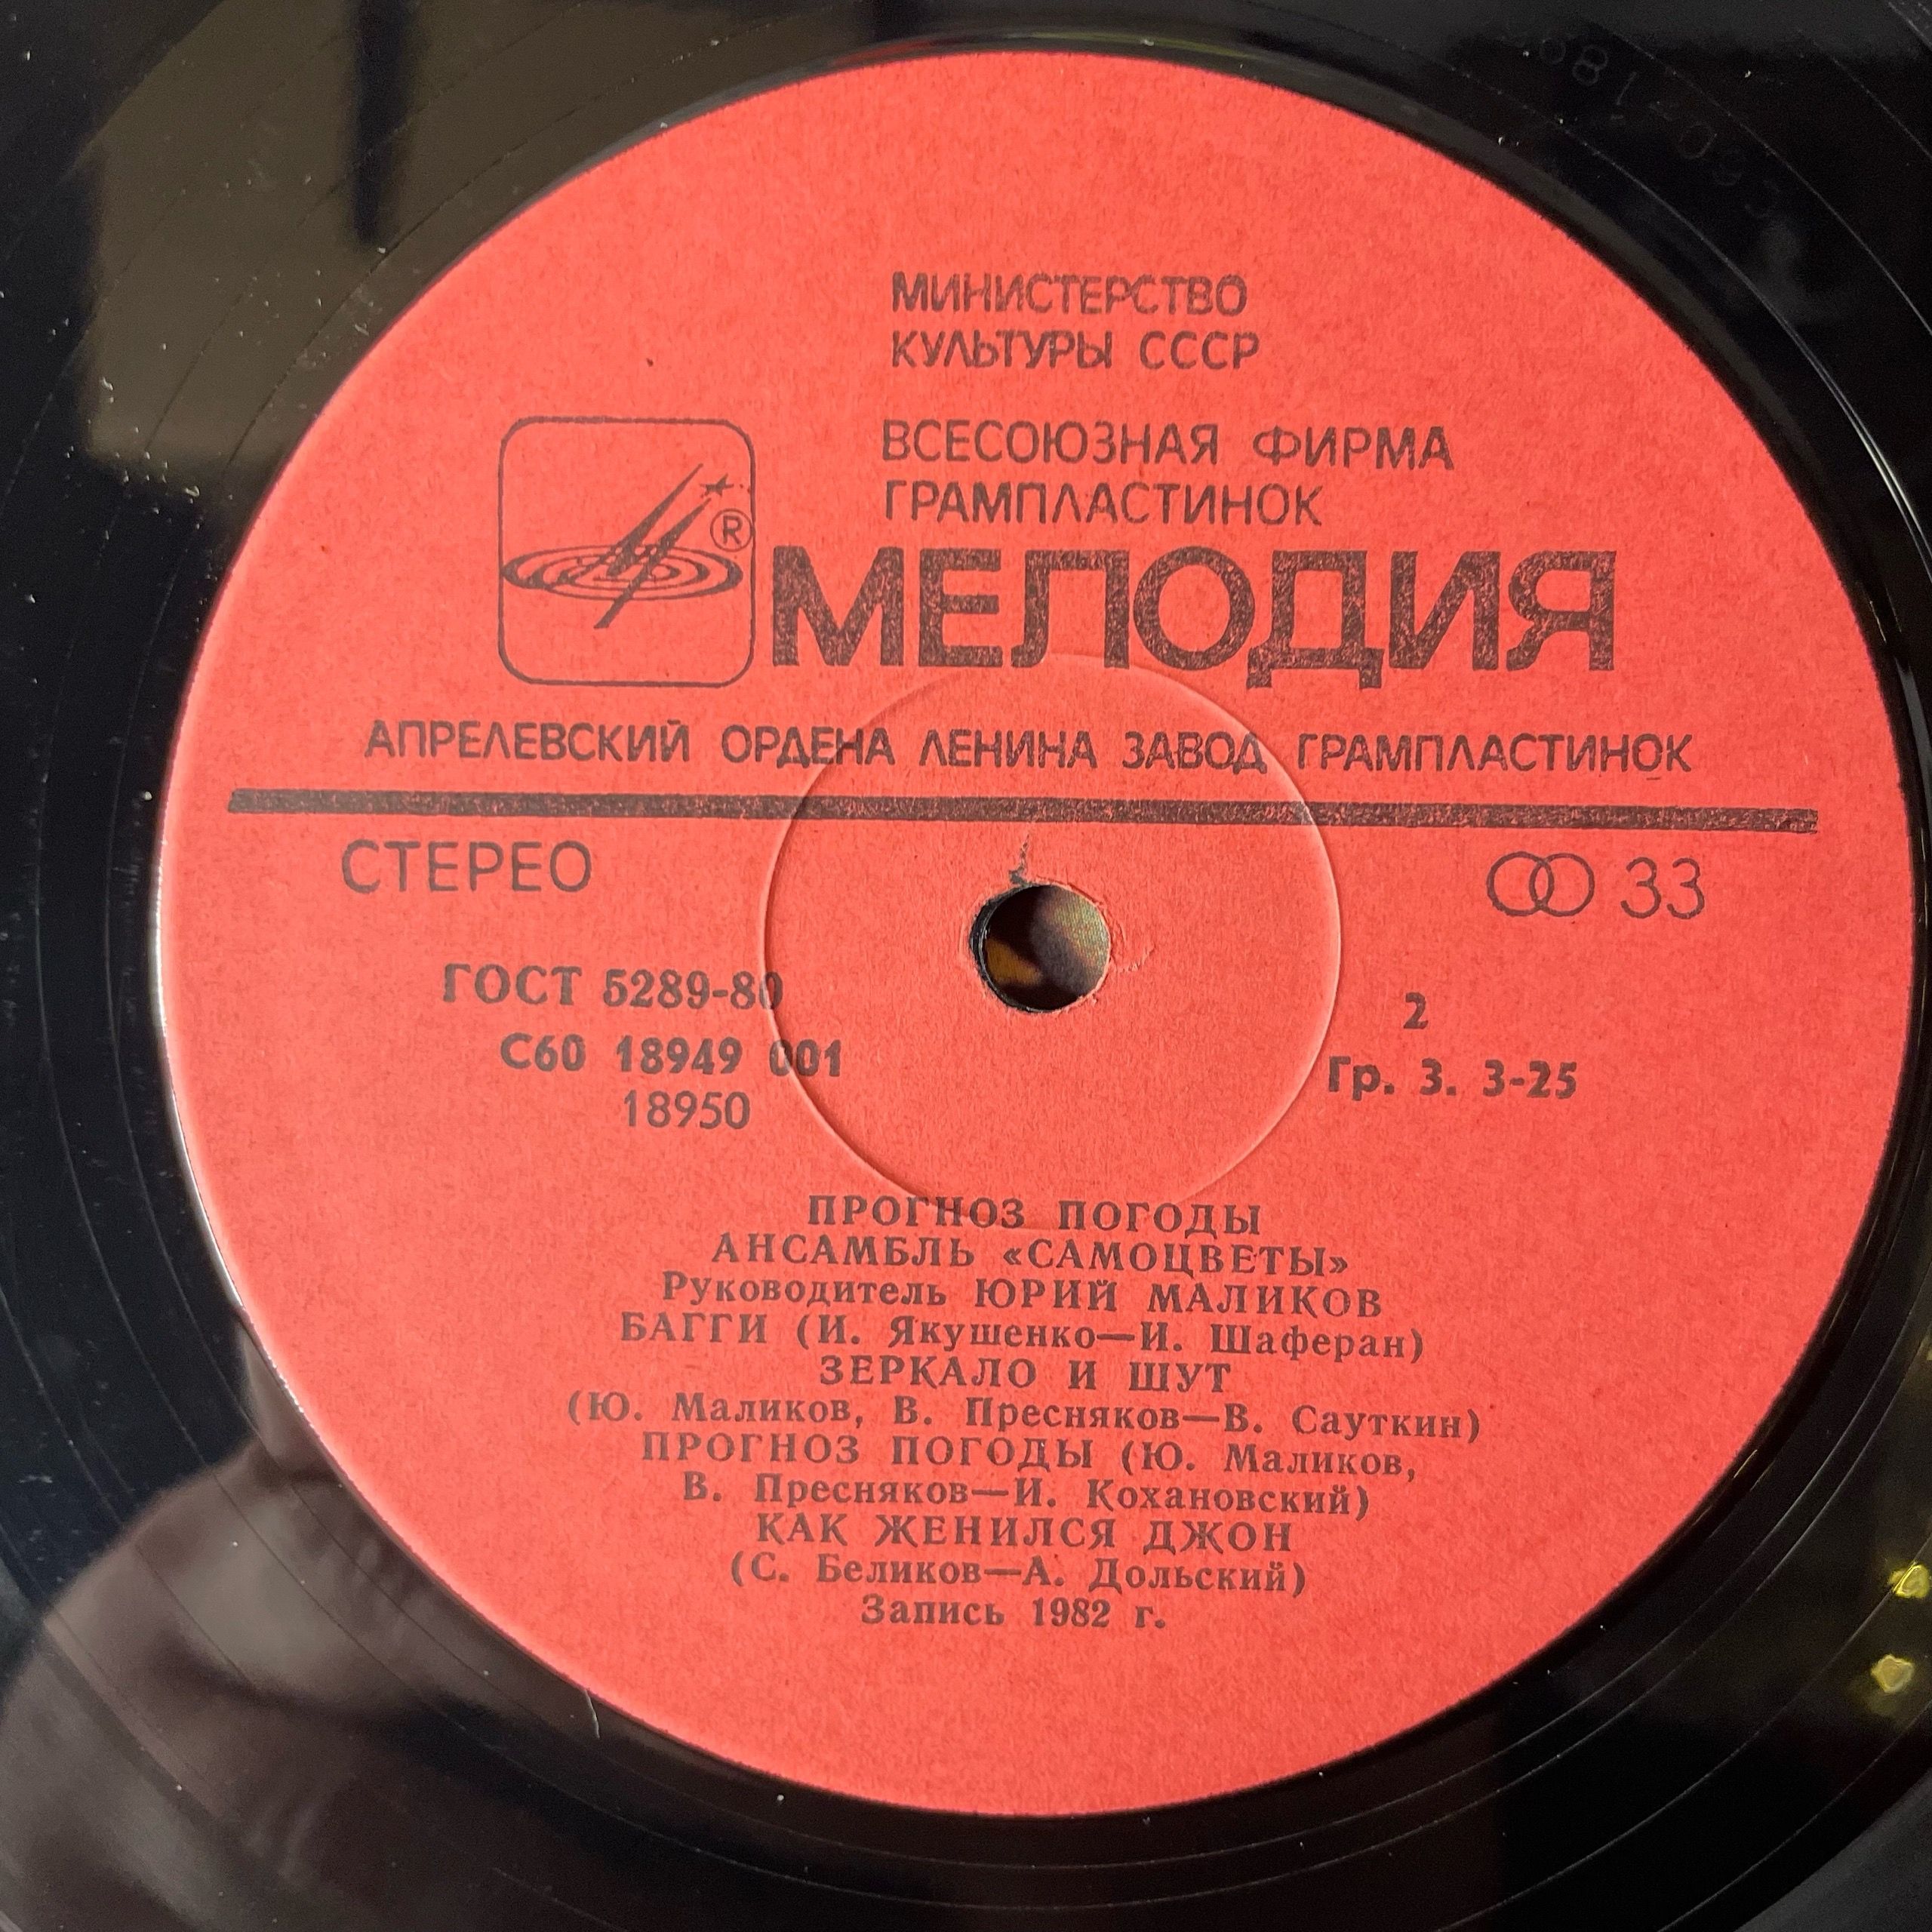 МИНИСТЕРСТВО
КУЛЬТУРЫ СССР
ВСЕСОЮЗНАЯ ФИРМА
ГРАМПЛАСТИНОК
®
МЕЛОДИЯ
АПРЕЛЕВСКИЙ ОРДЕНА ЛЕНИНА ЗАВОД ГРАМПЛАСТИНОК
СТЕРЕО
33
ГОСТ 5289-80
2
С60 18949 001
Гр. 3. 3-25
18950
ПРОГНОЗ ПОГОДЫ
АНСАМБЛЬ «САМОЦВЕТЫ»
Руководитель ЮРИЙ МАЛИКОВ
БАГГИ (И. Якушенко—И. Шаферан)
ЗЕРКАЛО И ШУТ
(Ю. Маликов, В. Пресняков—В. Сауткин)
ПРОГНОЗ ПОГОДЫ (Ю. Маликов,
В. Пресняков—И. Кохановский)
КАК ЖЕНИЛСЯ ДЖОН
(С. Беликов—А. Дольский)
Запись 1982 г.